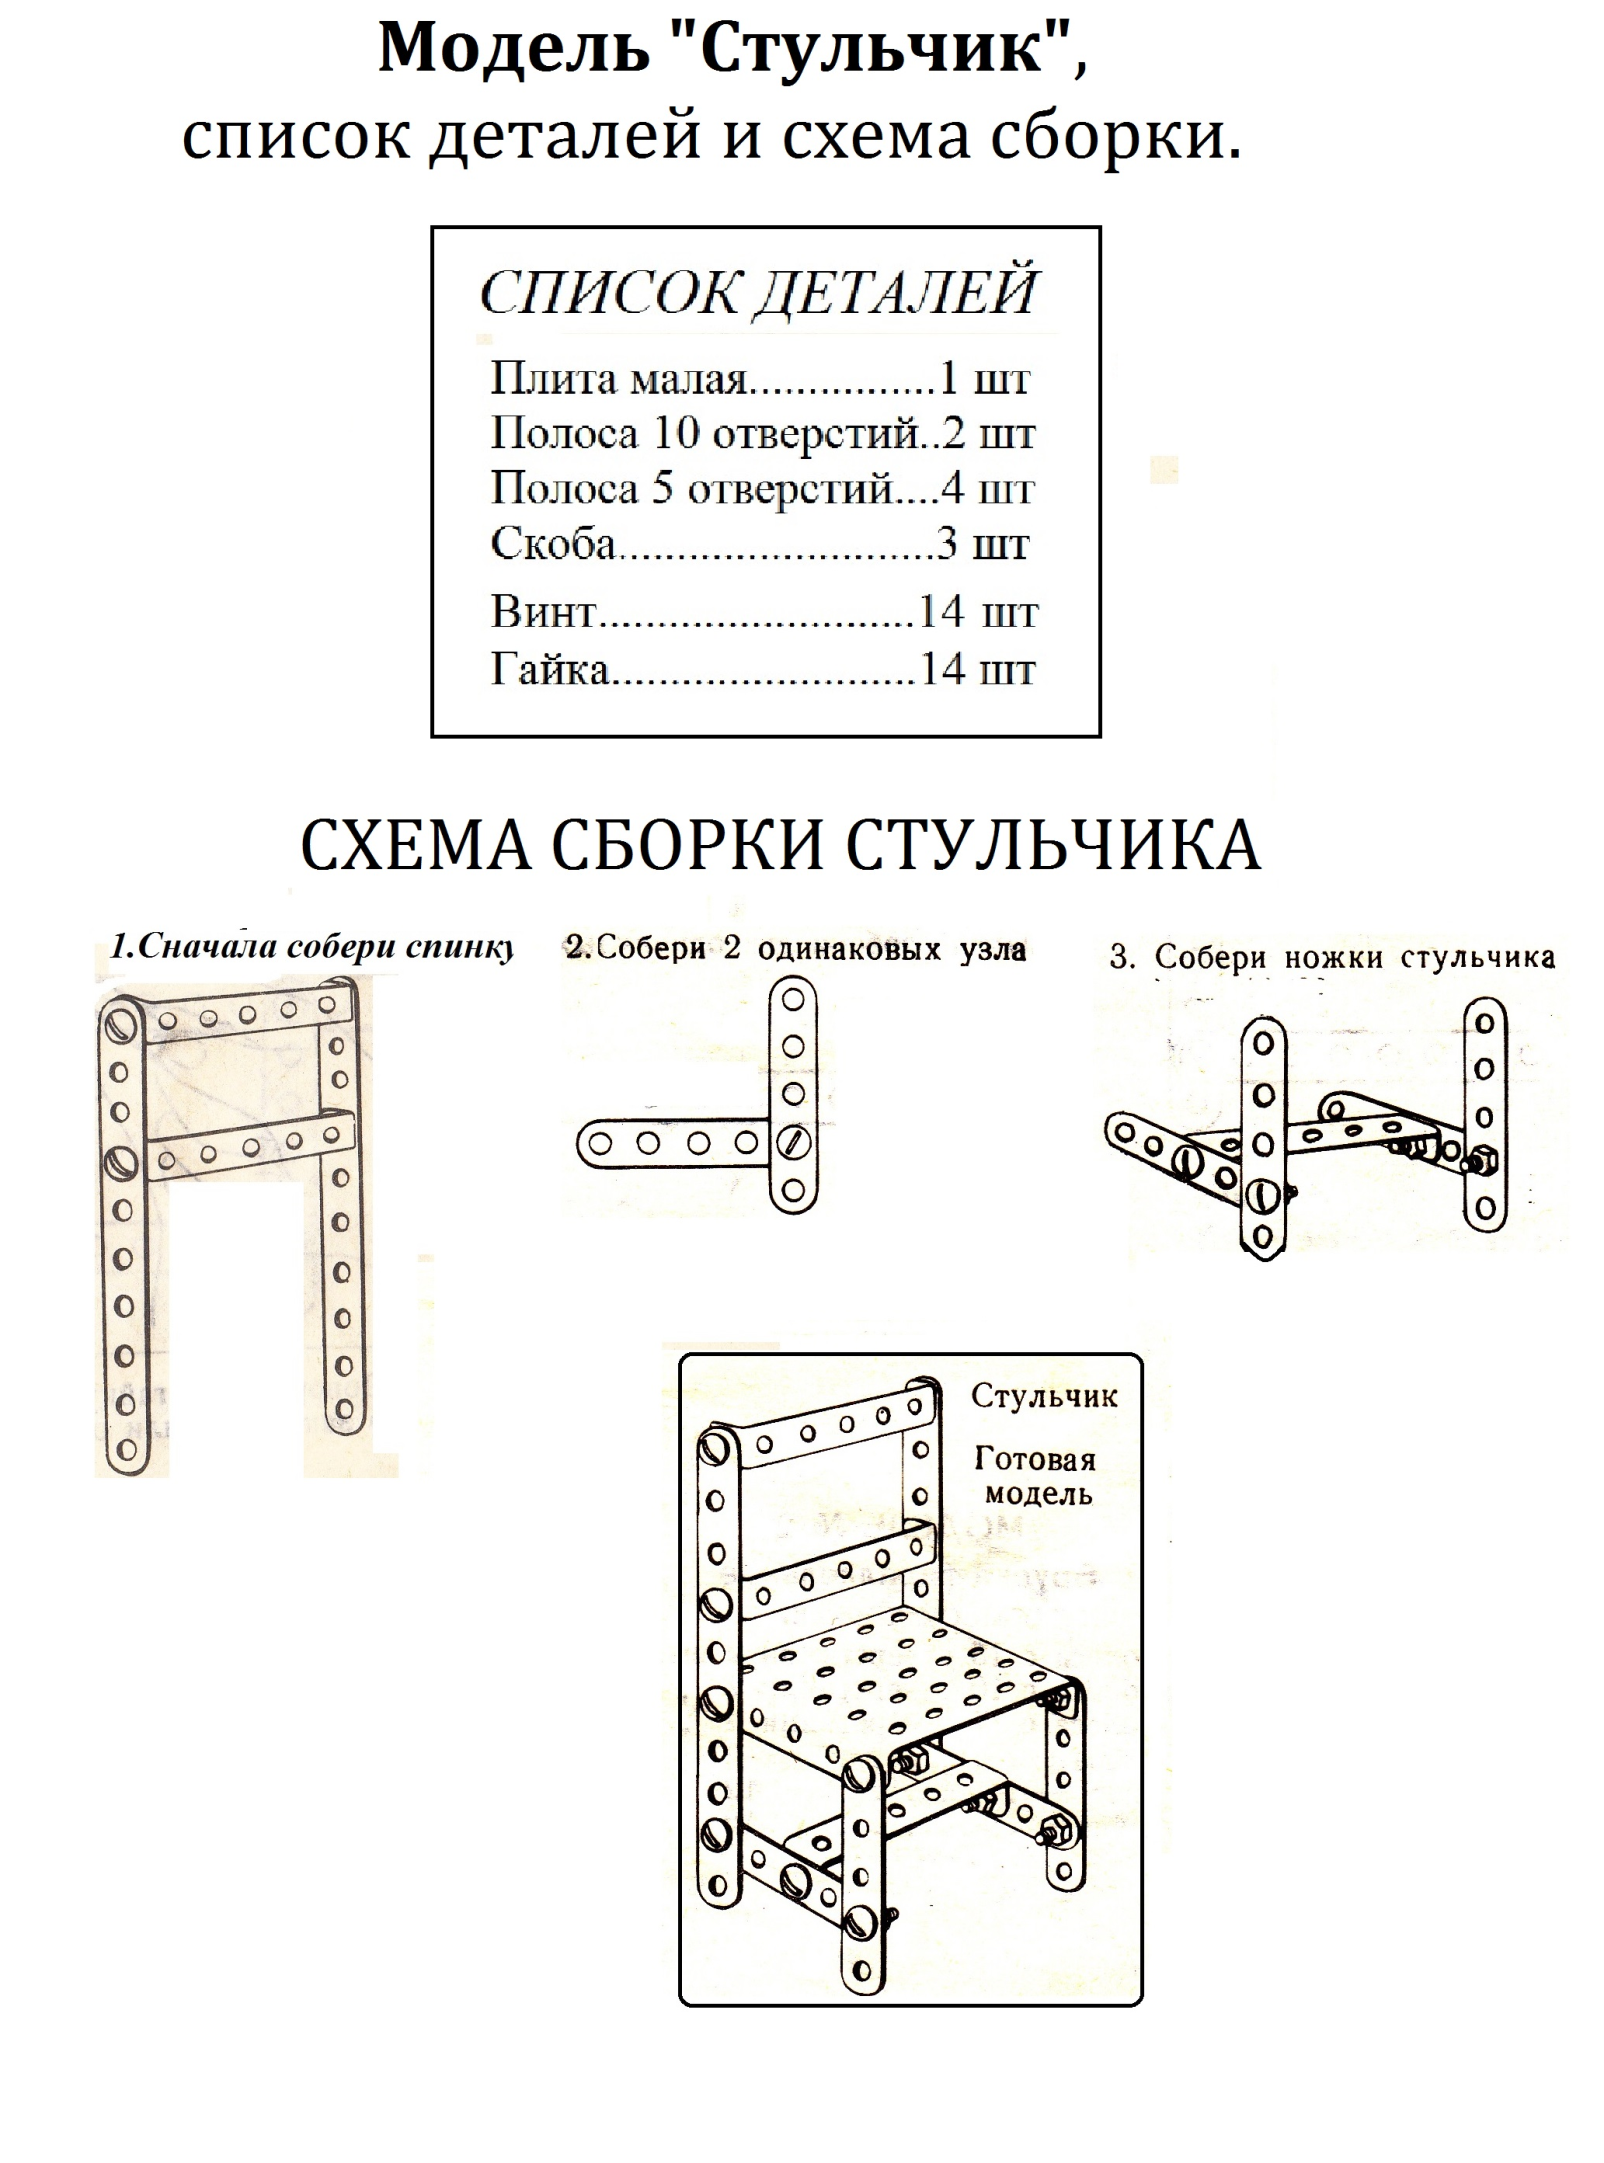 Модель "Стульчик",
список деталей и схема сборки.
СПИСОК ДЕТАЛЕЙ
Плита малая................1 шт
Полоса 10 отверстий..2 шт
Полоса 5 отверстий....4 шт
Скоба...........................3 шт
Винт...........................14 шт
Гайка..........................14 шт
СХЕМА СБОРКИ СТУЛЬЧИКА
1.Сначала собери спинку
2.Собери 2 одинаковых узла
3. Собери ножки стульчика
Стульчик
Готовая
модель